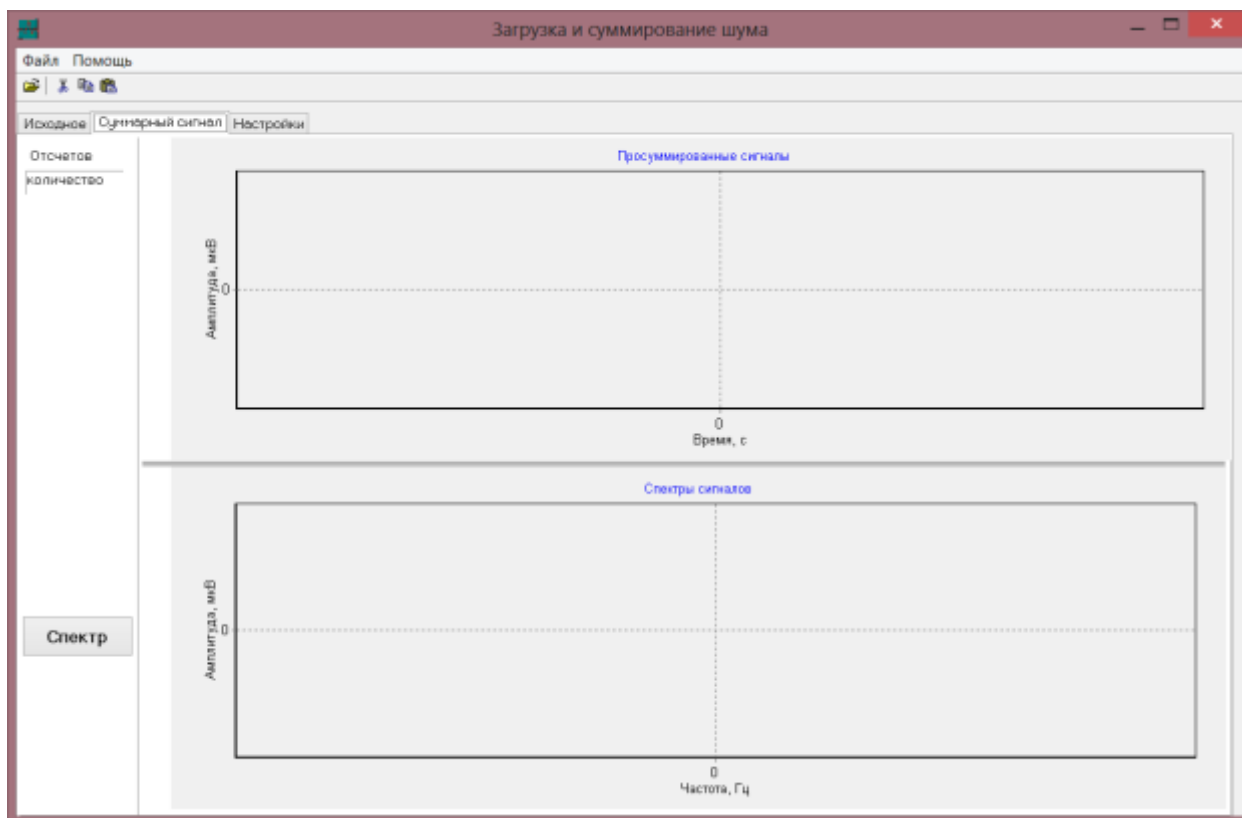 Загрузка и суммирование шума
Файл Помощь
Исходное Суммарный сигнал Настройки
Отсчетов
количество
Просуммированные сигналы
Амплитуда, мкВ
0
0
Время, с
Спектры сигналов
Амплитуда, мкВ
0
0
Частота, Гц
Спектр